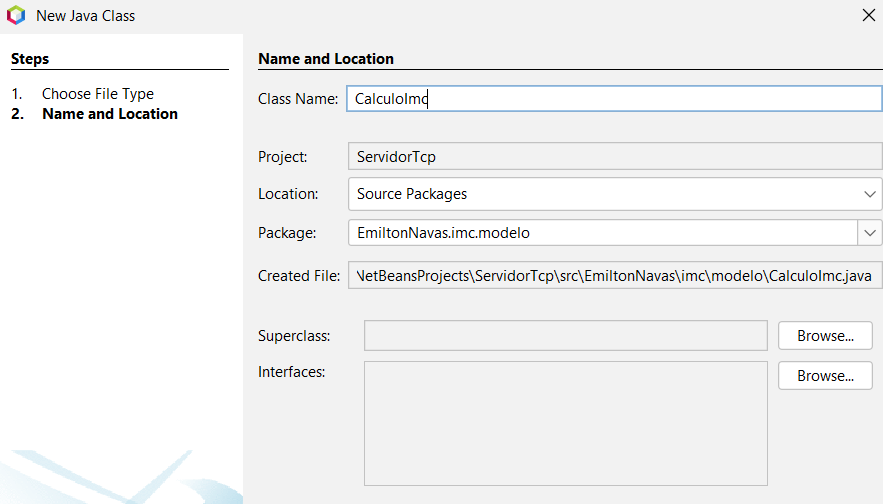 New Java Class
Steps
1. Choose File Type
2. Name and Location
Name and Location
Class Name: CalculoImc
Project: ServidorTcp
Location: Source Packages
Package: EmiltonNavas.imc.modelo
Created File: NetBeansProjects\ServidorTcp\src\EmiltonNavas\imc\modelo\CalculoImc.java
Superclass: Browse...
Interfaces: Browse...